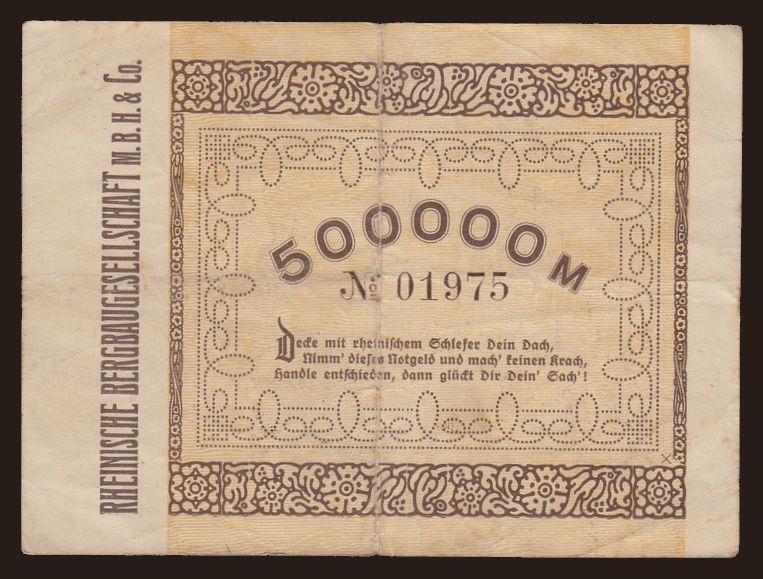 RHEINISCHE BERGBAUGESELLSCHAFT M.B.H. & Co.
500000 M
№ 01975
Decke mit rheinischem Schiefer Dein Dach,
Nimm' dieses Notgeld und mach' keinen Krach,
Handle entschieden, dann glückt Dir Dein' Sach'!